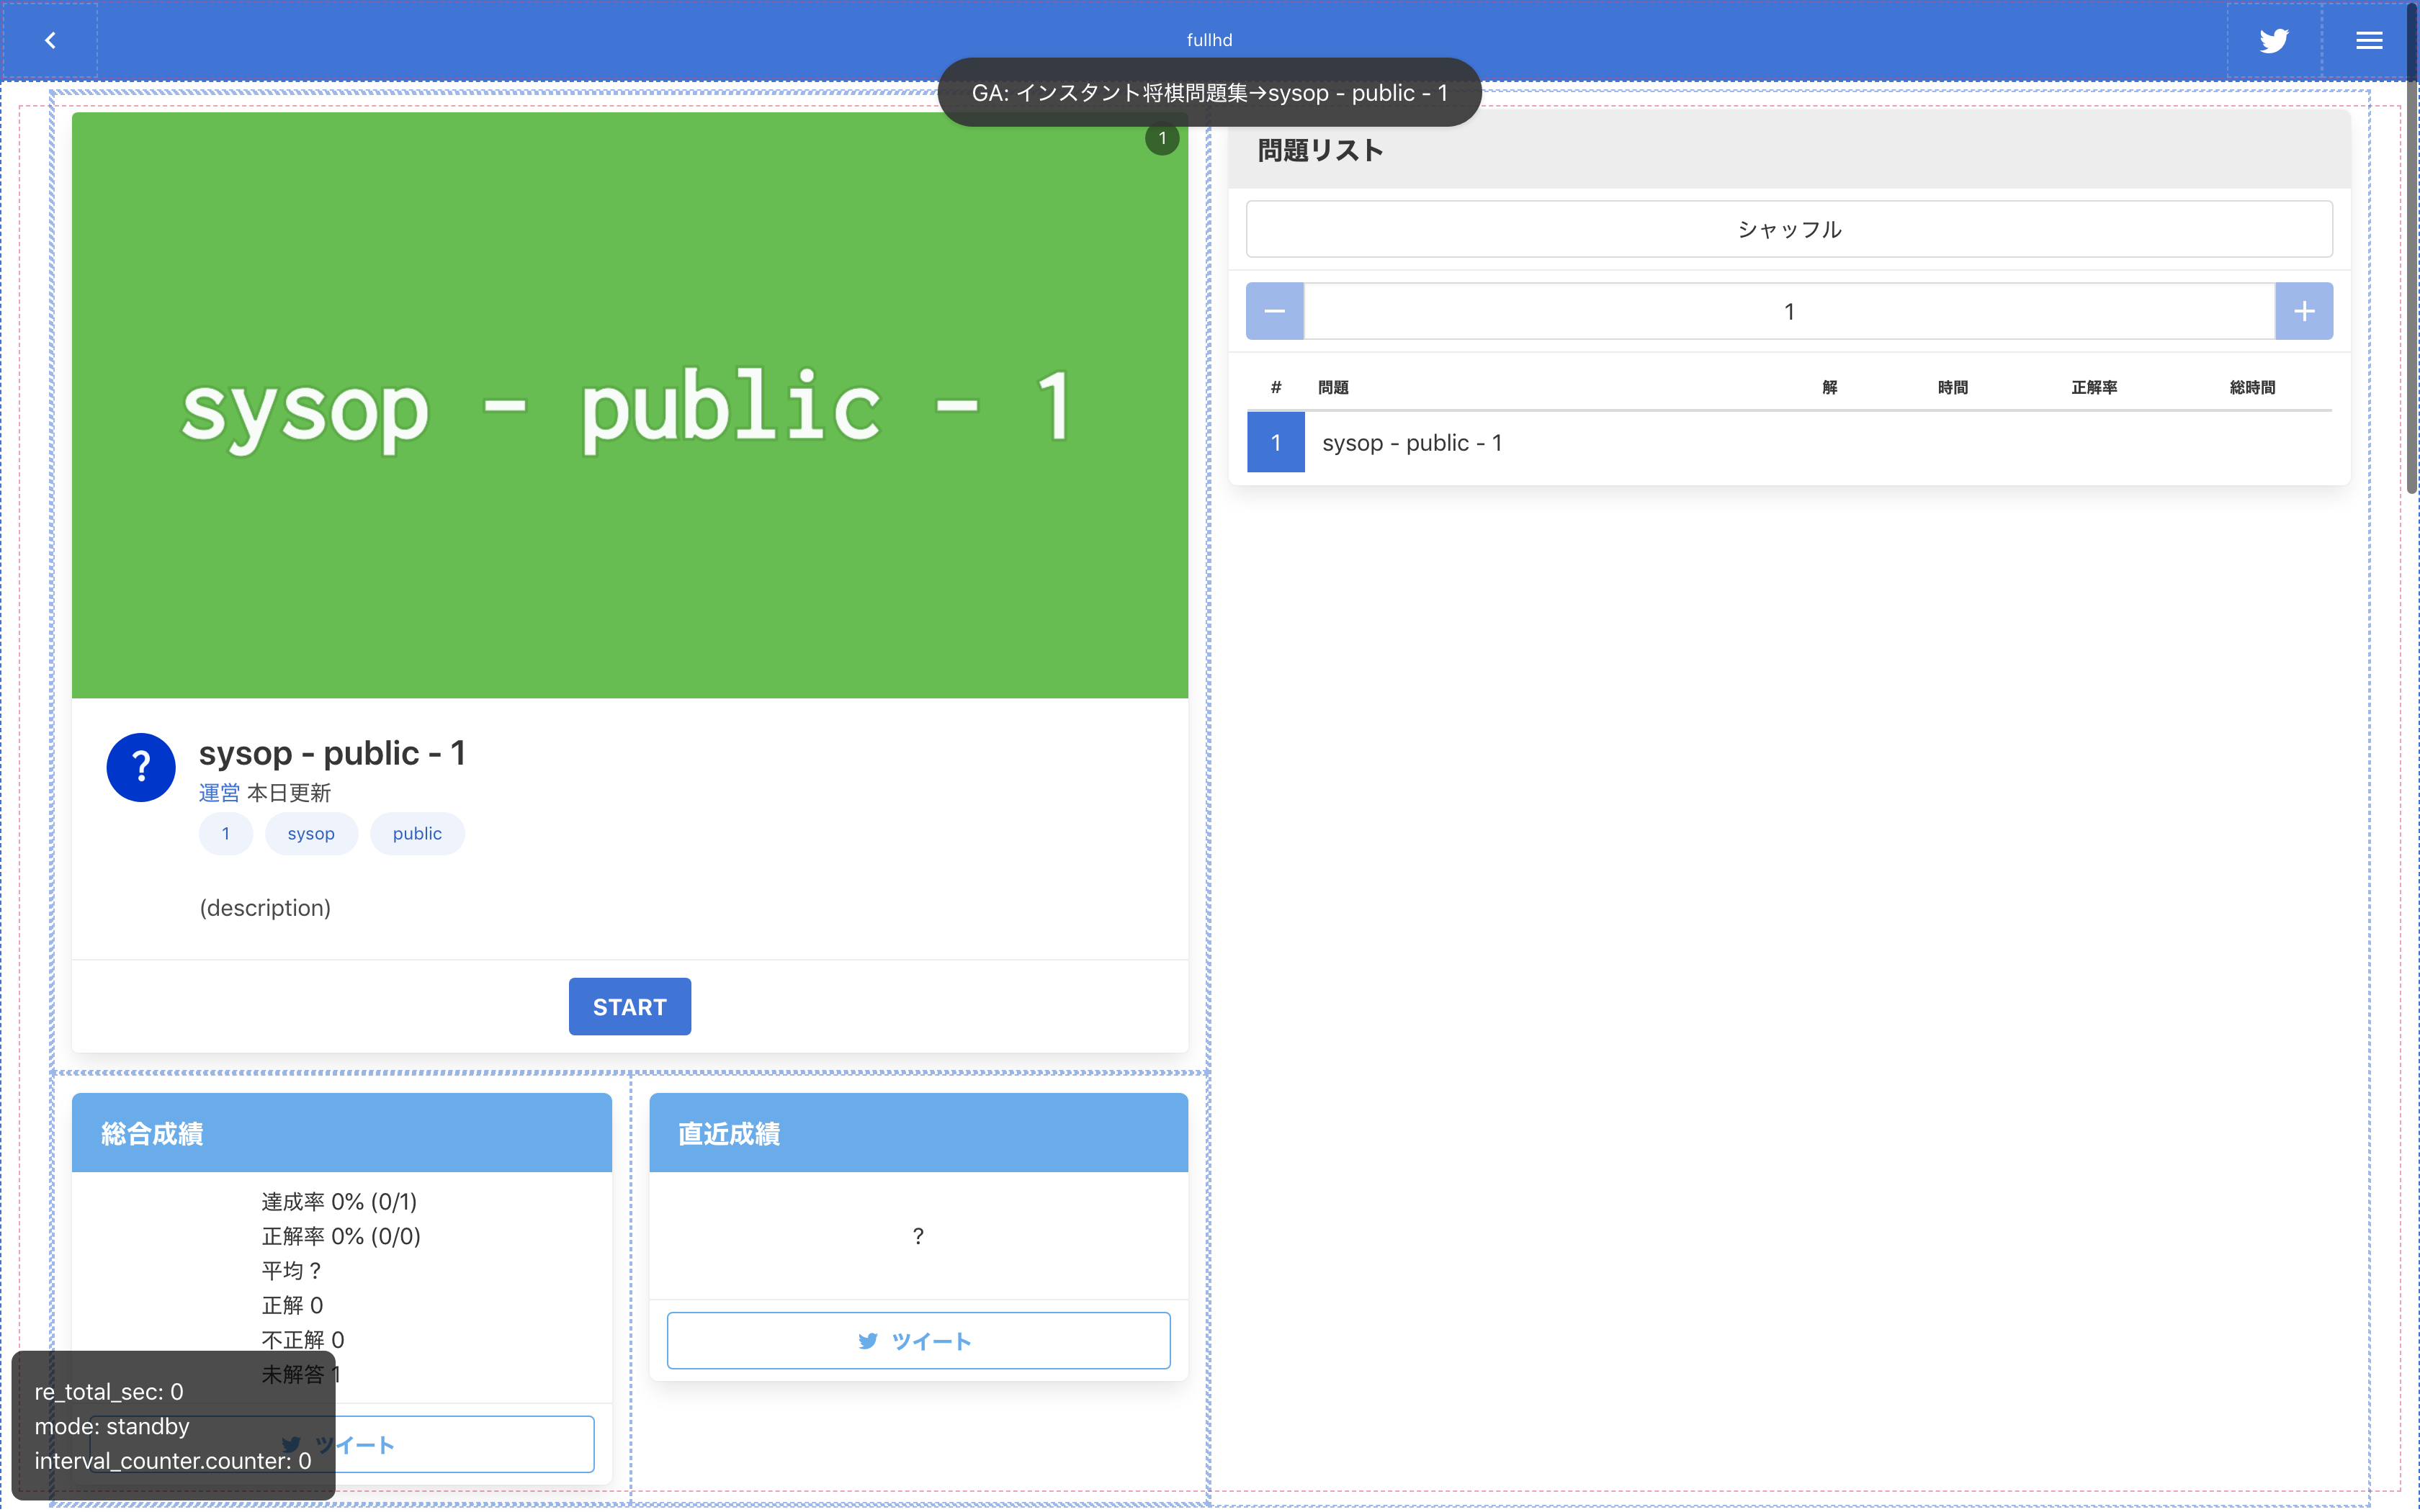 fullhd
GA: インスタント将棋問題集→sysop - public - 1
1
sysop - public - 1
?
sysop - public - 1
運営 本日更新
1 sysop public
(description)
START
総合成績
達成率 0% (0/1)
正解率 0% (0/0)
平均 ?
正解 0
不正解 0
未解答 1
ツイート
直近成績
?
ツイート
re_total_sec: 0
mode: standby
interval_counter.counter: 0
問題リスト
シャッフル
1
# 問題 解 時間 正解率 総時間
1 sysop - public - 1